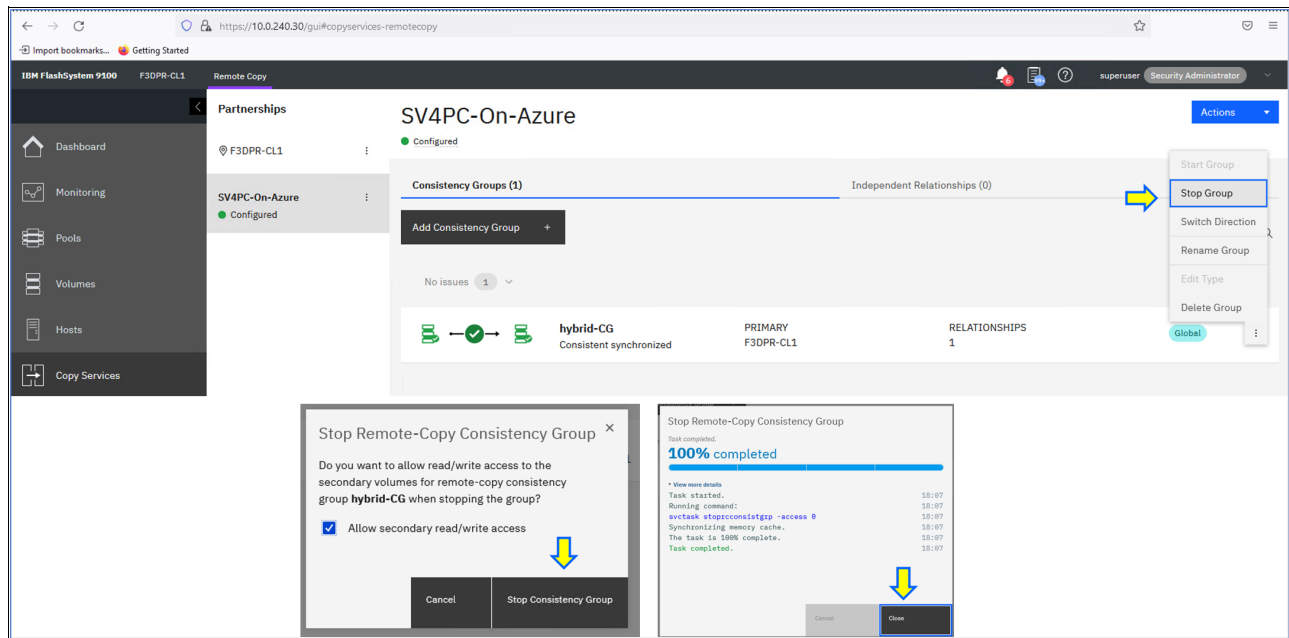 https://10.0.240.30/gui#copyservices-remotecopy
Import bookmarks... Getting Started
IBM FlashSystem 9100 F3DPR-CL1 Remote Copy
6 99+ superuser Security Administrator
Partnerships
F3DPR-CL1
SV4PC-On-Azure
Configured
Dashboard
Monitoring
Pools
Volumes
Hosts
Copy Services
SV4PC-On-Azure
Configured
Actions
Consistency Groups (1) Independent Relationships (0)
Add Consistency Group +
No issues 1
hybrid-CG PRIMARY RELATIONSHIPS
Consistent synchronized F3DPR-CL1 1
Global
Start Group
Stop Group
Switch Direction
Rename Group
Edit Type
Delete Group
Stop Remote-Copy Consistency Group
Do you want to allow read/write access to the
secondary volumes for remote-copy consistency
group hybrid-CG when stopping the group?
Allow secondary read/write access
Cancel Stop Consistency Group
Stop Remote-Copy Consistency Group
Task completed.
100% completed
View more details
Task started. 18:07
Running command: 18:07
svctask stoprcconsistgrp -access 0 18:07
Synchronizing memory cache. 18:07
The task is 100% complete. 18:07
Task completed. 18:07
Cancel Close